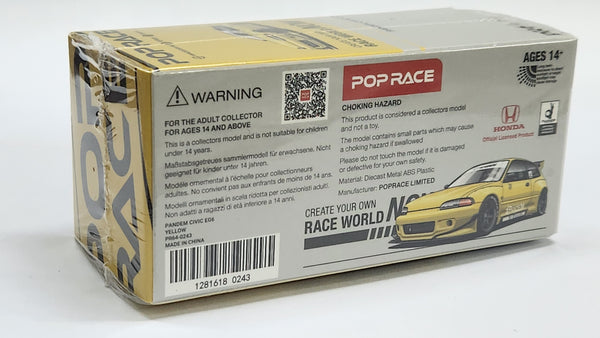 POP RACE
AGES 14+
WARNING
POP RACE
FOR THE ADULT COLLECTOR
FOR AGES 14 AND ABOVE
This is a collectors model and is not suitable for children
under 14 years.
Maßstabsgetreues sammlermodell für erwachsene. Nicht
geeignet für kinder unter 14 jahren.
Modèle ornemental à l'échelle pour collectionneurs
adultes. No convient pas aux enfants de moins de 14 ans.
Modelli ornamentali in scala ridotta per collezionisti adulti.
Non adatti a ragazzi di età inferiore a 14 anni.
PANDEM CIVIC EG6
YELLOW
PR64-0243
MADE IN CHINA
1281618 0243
CHOKING HAZARD
This product is considered a collectors model
and not a toy.
The model contains small parts which may cause
a choking hazard if swallowed
Please do not touch the model if it is damaged
or defective for your own safety.
Material: Diecast Metal ABS Plastic
Manufacturer: POPRACE LIMITED
HONDA
Official Licensed Product
CREATE YOUR OWN
RACE WORLD
POP
RAC